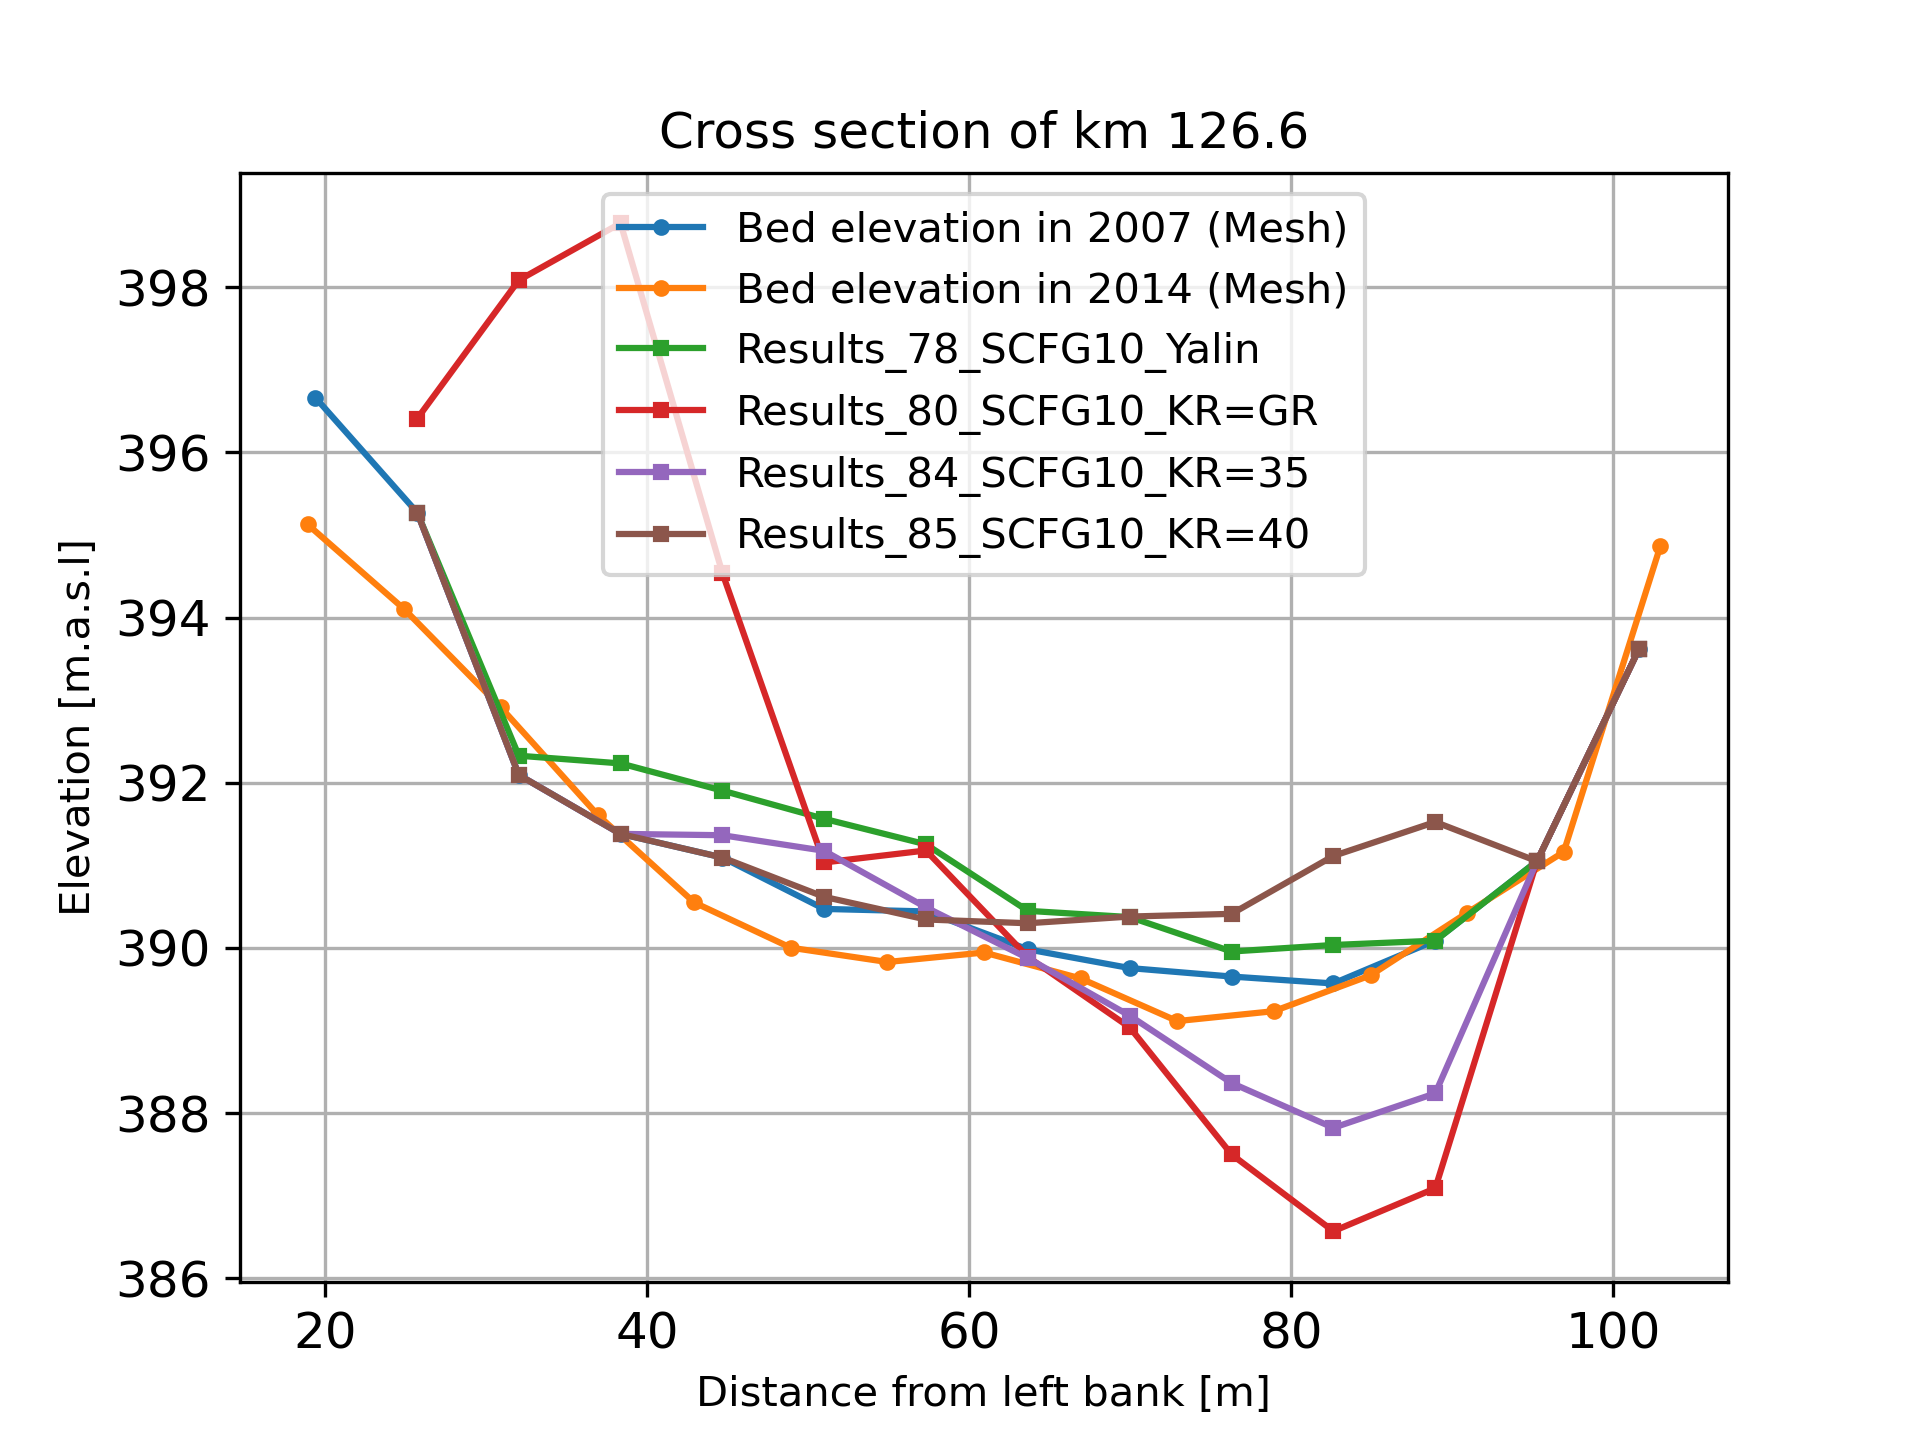 Cross section of km 126.6
Bed elevation in 2007 (Mesh)
Bed elevation in 2014 (Mesh)
Results_78_SCFG10_Yalin
Results_80_SCFG10_KR=GR
Results_84_SCFG10_KR=35
Results_85_SCFG10_KR=40
398
396
394
392
390
388
386
Elevation [m.a.s.l]
20 40 60 80 100
Distance from left bank [m]